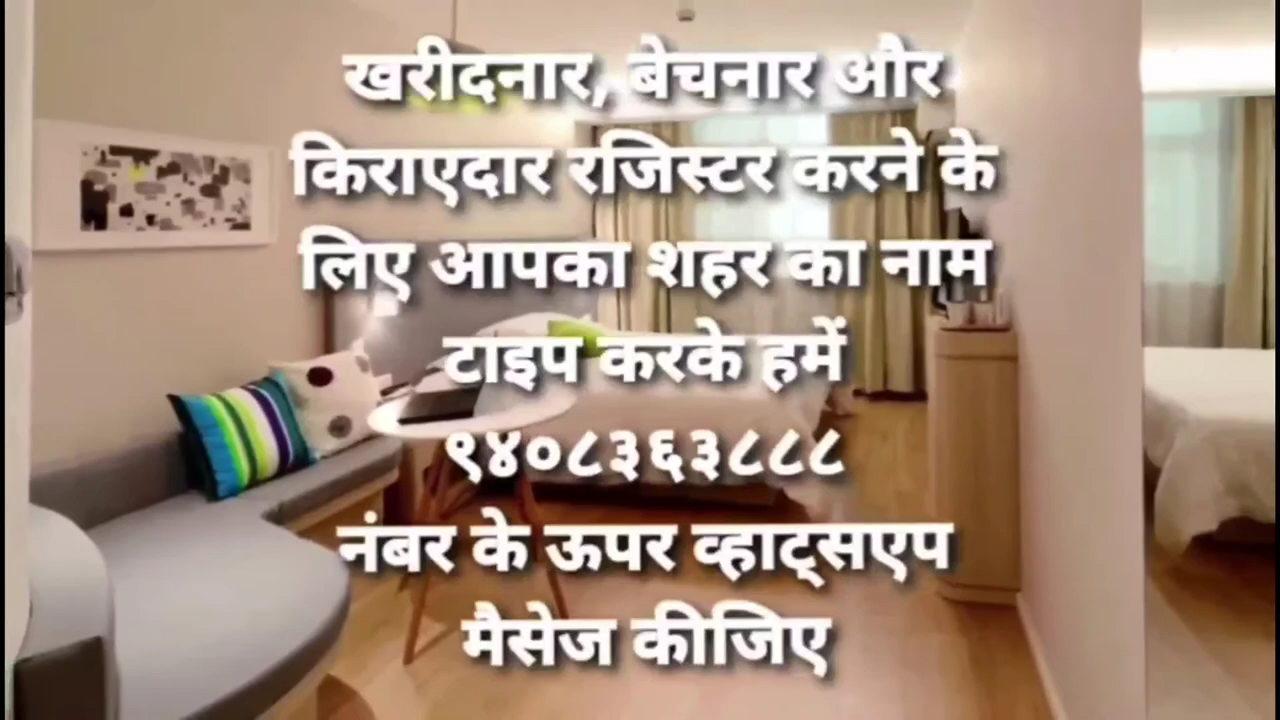 खरीदनार, बेचनार और
किराएदार रजिस्टर करने के
लिए आपका शहर का नाम
टाइप करके हमें
९४०८३६३८८८
नंबर के ऊपर व्हाट्सएप
मैसेज कीजिए